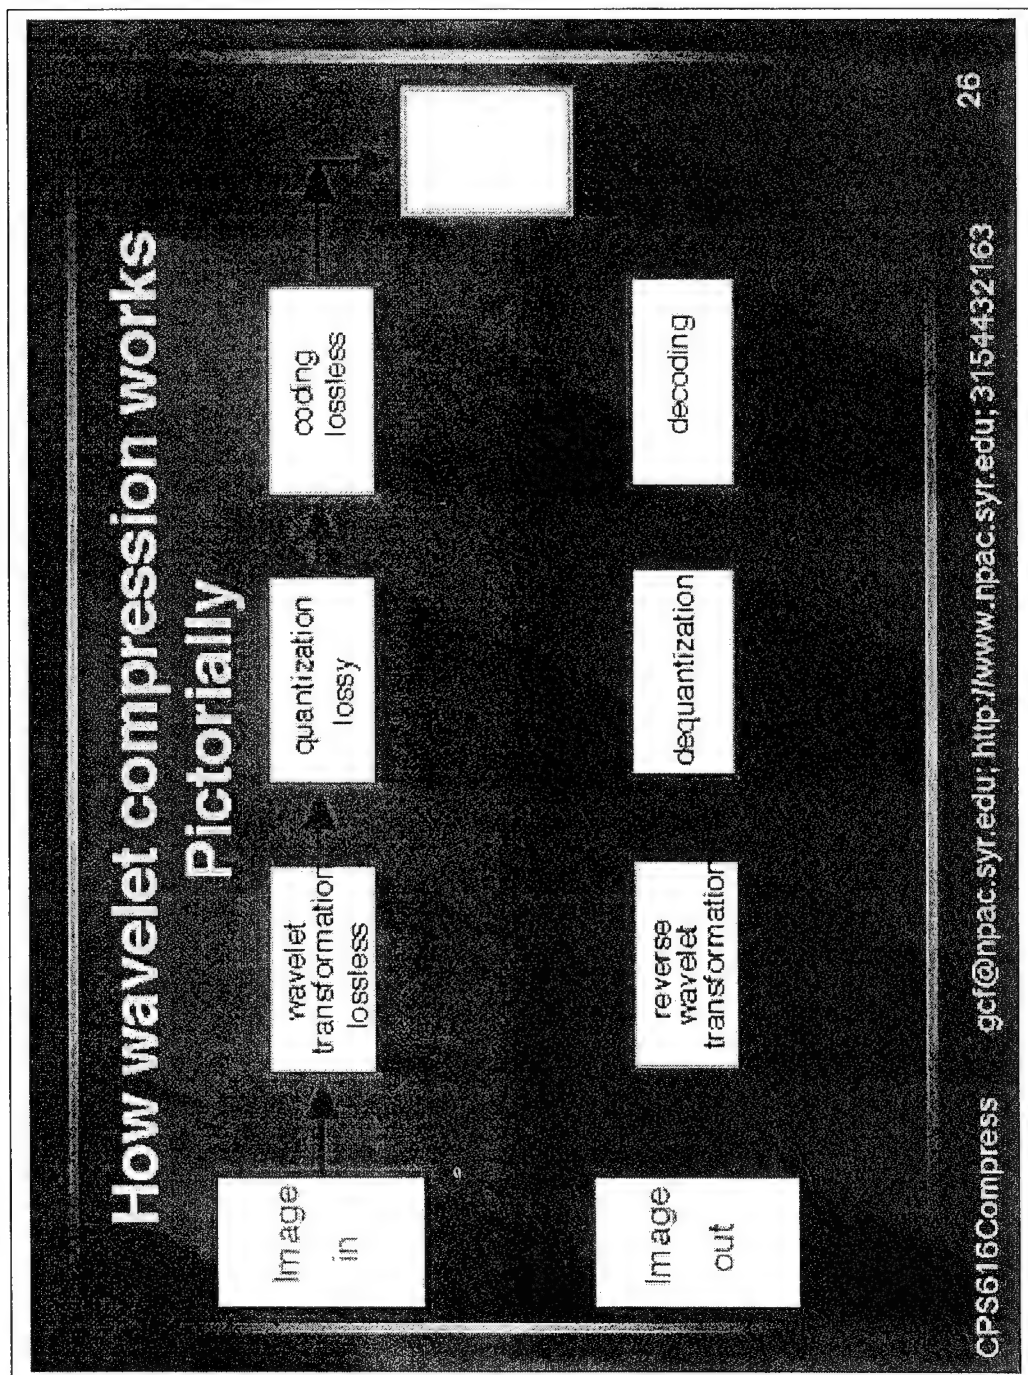 How wavelet compression works
Pictorially
Image
in
wavelet
transformation
lossless
quantization
lossy
coding
lossless
Image
out
reverse
wavelet
transformation
dequantization
decoding
CPS616Compress gcf@npac.syr.edu; http://www.npac.syr.edu; 3154432163 26